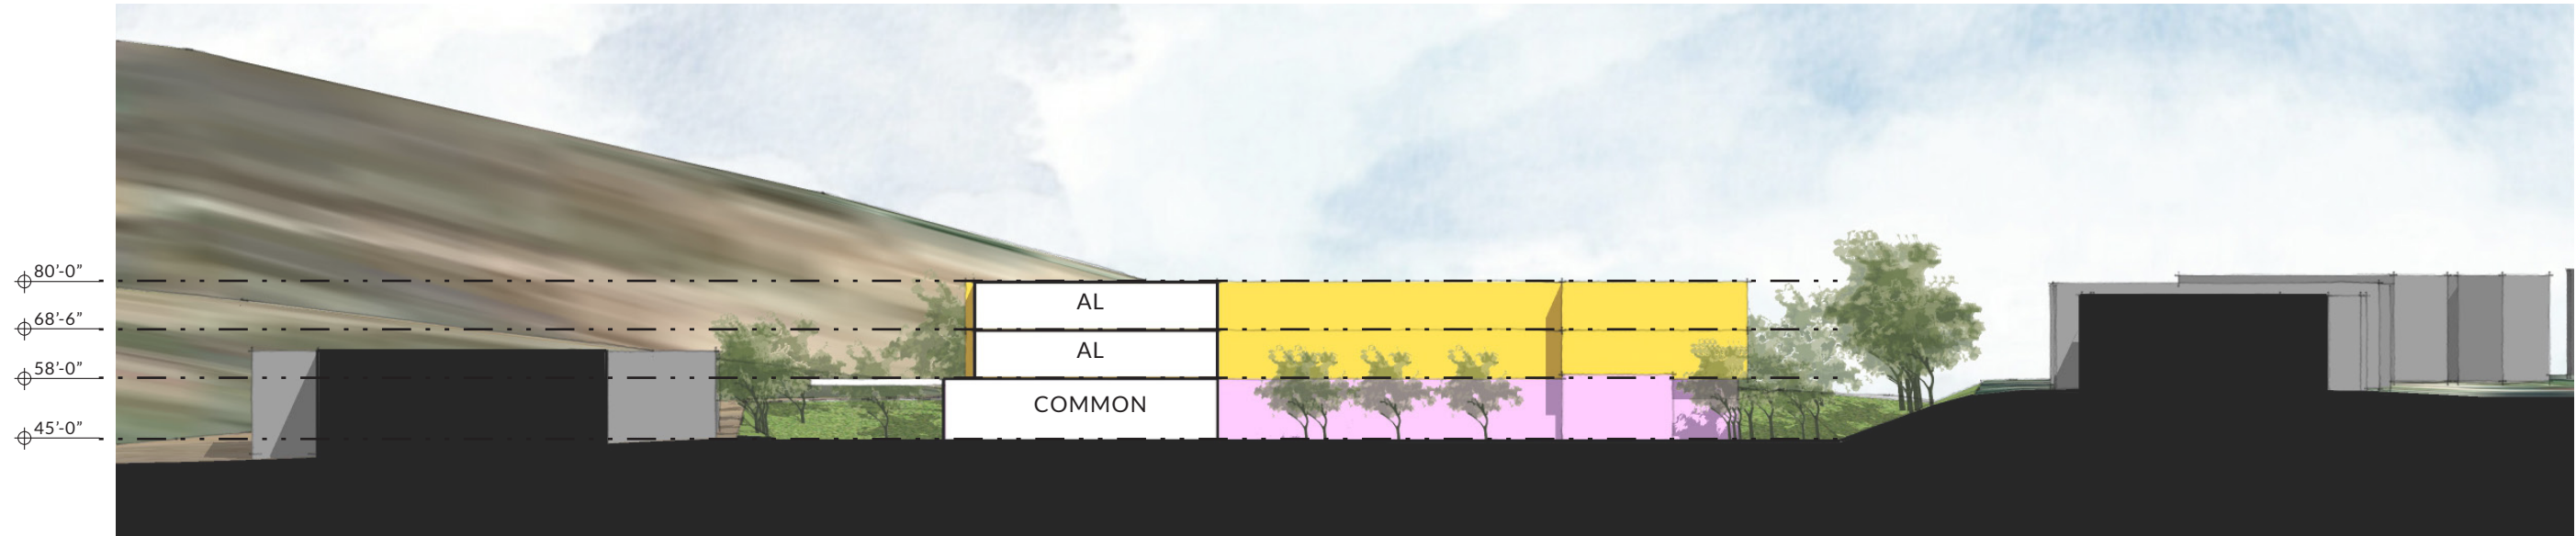 80’-0”
AL
68’-6”
AL
58’-0”
COMMON
45’-0”